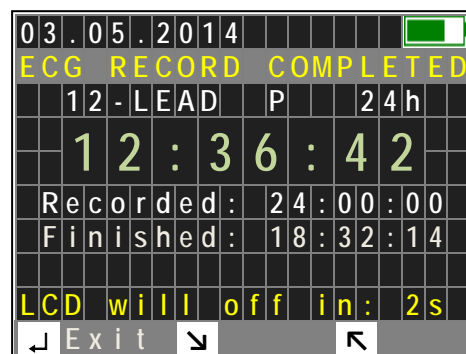 03.05.2014
ECG RECORD COMPLETED
12-LEAD P 24h
12:36:42
Recorded: 24:00:00
Finished: 18:32:14
LCD will off in: 2s
Exit